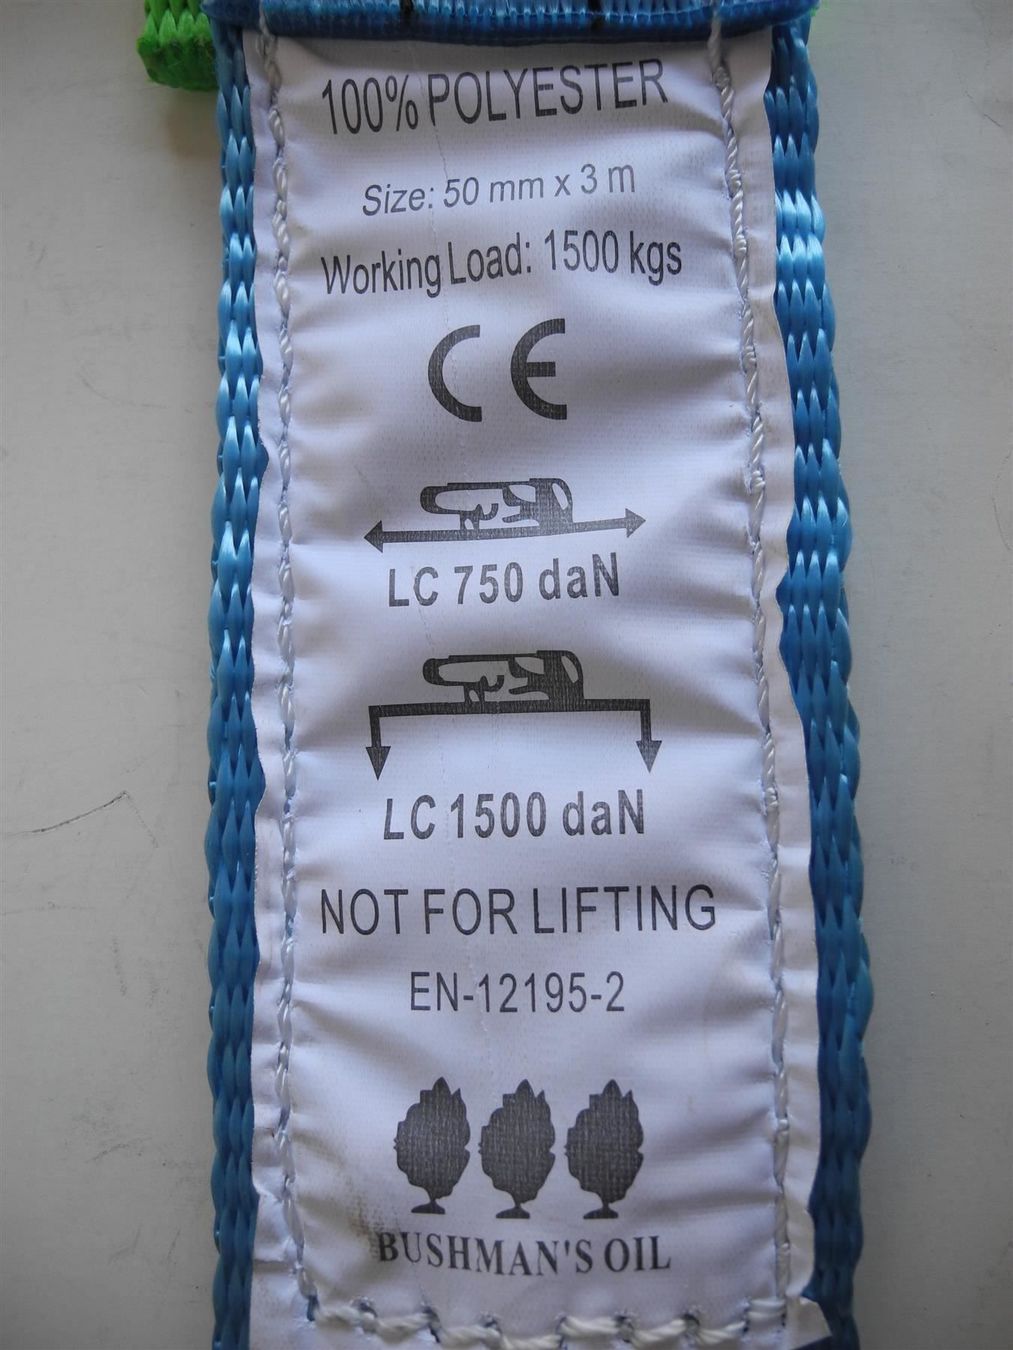 100% POLYESTER
Size: 50 mm x 3 m
Working Load: 1500 kgs
CE
LC 750 daN
LC 1500 daN
NOT FOR LIFTING
EN-12195-2
BUSHMAN'S OIL